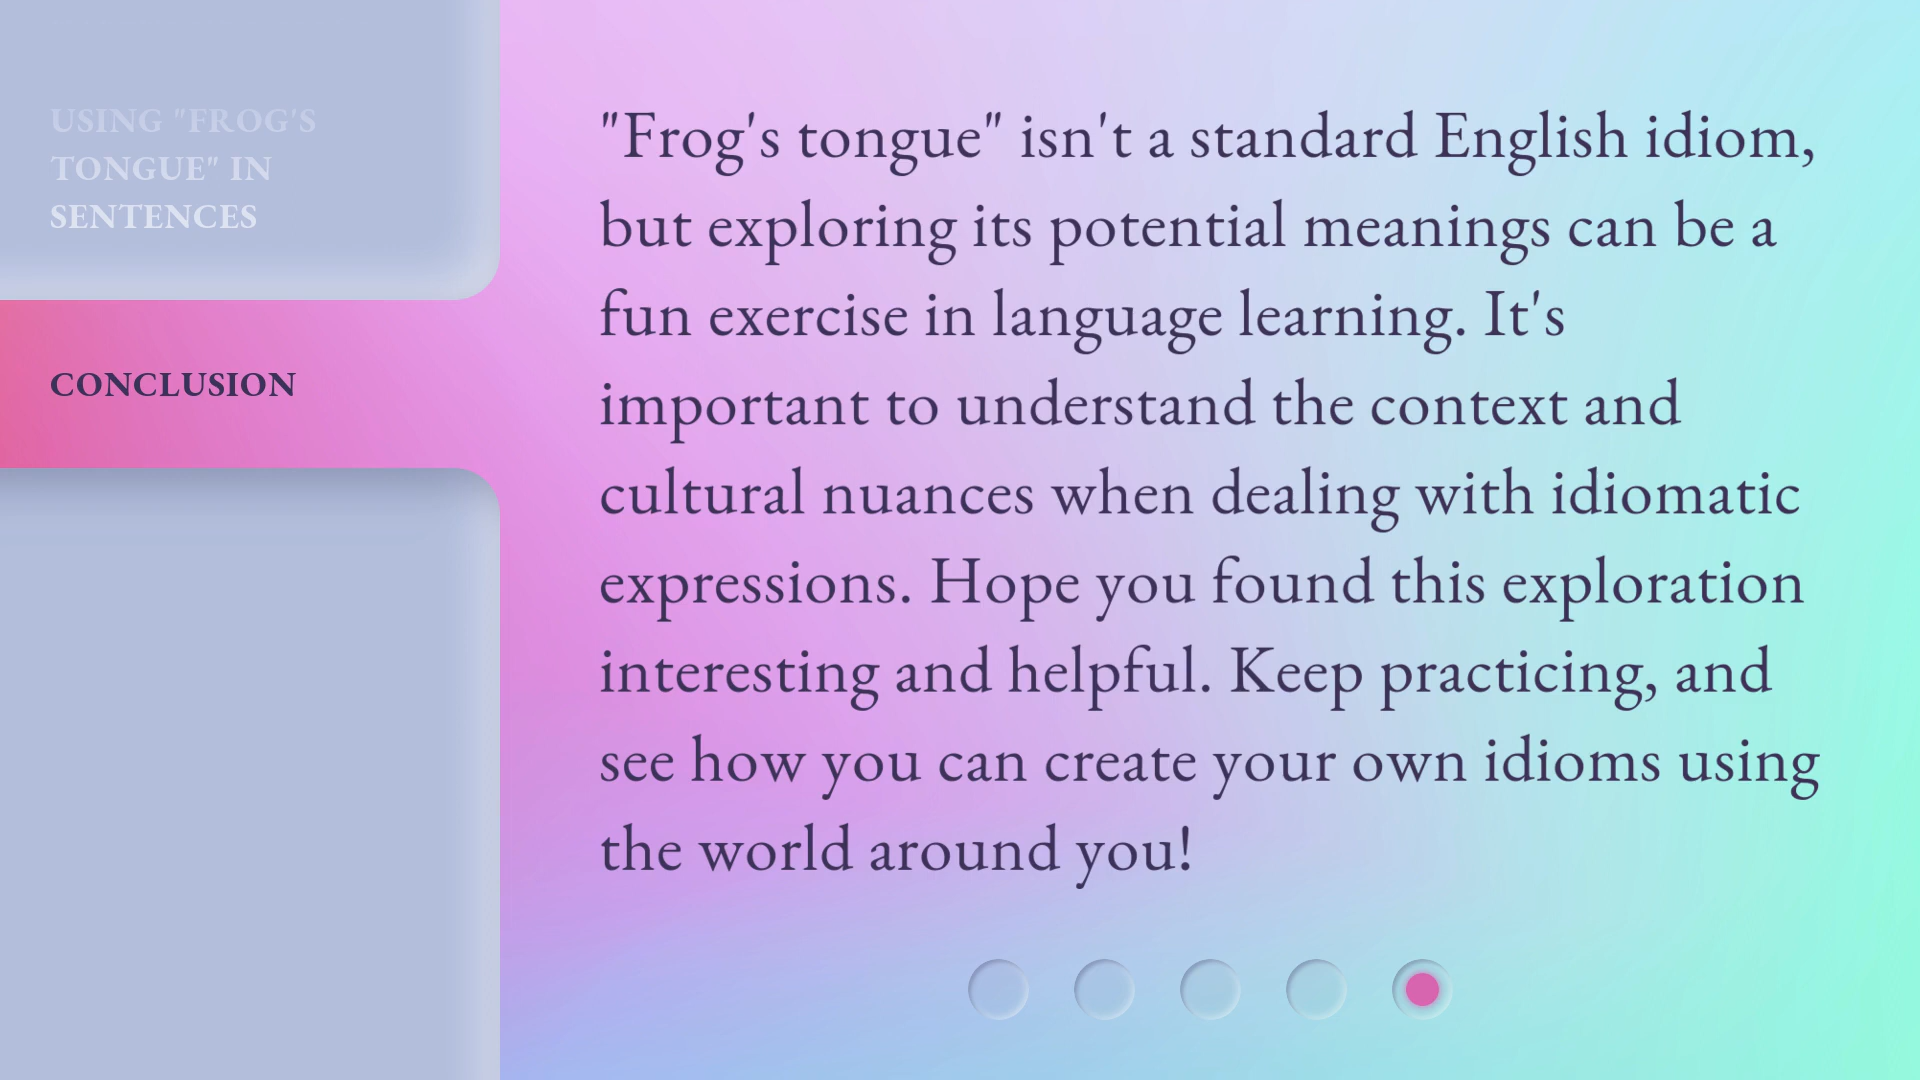 USING "FROG'S
TONGUE" IN
SENTENCES
CONCLUSION
"Frog's tongue" isn't a standard English idiom,
but exploring its potential meanings can be a
fun exercise in language learning. It's
important to understand the context and
cultural nuances when dealing with idiomatic
expressions. Hope you found this exploration
interesting and helpful. Keep practicing, and
see how you can create your own idioms using
the world around you!